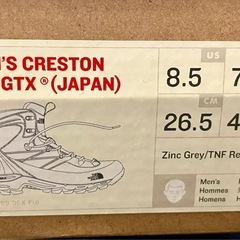 'S CRESTON
GTX ® (JAPAN)
US
8.5
CM
26.5
Zinc Grey/TNF Re
Men's
Hommes
Homens